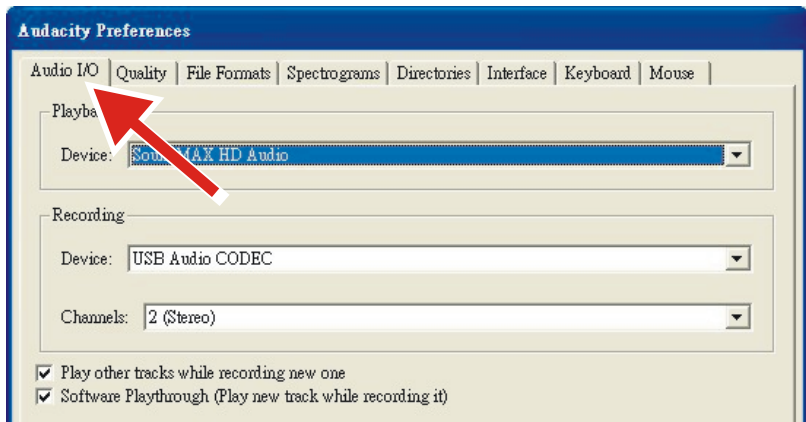 Audacity Preferences
Audio I/O Quality File Formats Spectrograms Directories Interface Keyboard Mouse
Device: HD Audio
Recording
Device: USB Audio CODEC
Channels: 2 (Stereo)
Play other tracks while recording new one
Software Playthrough (Play new track while recording it)